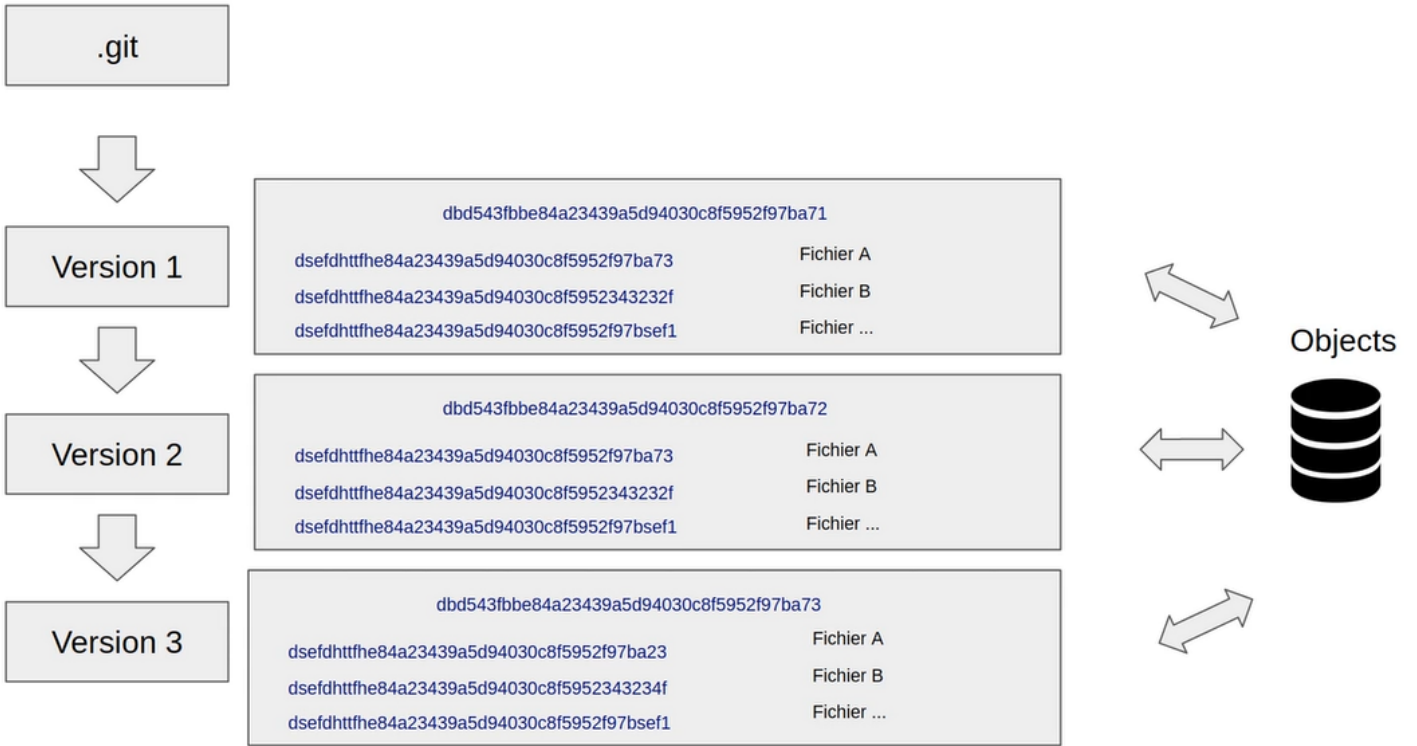 .git
Version 1
dbd543fbbe84a23439a5d94030c8f5952f97ba71
dsefdhttfhe84a23439a5d94030c8f5952f97ba73 Fichier A
dsefdhttfhe84a23439a5d94030c8f5952343232f Fichier B
dsefdhttfhe84a23439a5d94030c8f5952f97bsef1 Fichier ...
Objects
Version 2
dbd543fbbe84a23439a5d94030c8f5952f97ba72
dsefdhttfhe84a23439a5d94030c8f5952f97ba73 Fichier A
dsefdhttfhe84a23439a5d94030c8f5952343232f Fichier B
dsefdhttfhe84a23439a5d94030c8f5952f97bsef1 Fichier ...
Version 3
dbd543fbbe84a23439a5d94030c8f5952f97ba73
dsefdhttfhe84a23439a5d94030c8f5952f97ba23 Fichier A
dsefdhttfhe84a23439a5d94030c8f5952343234f Fichier B
dsefdhttfhe84a23439a5d94030c8f5952f97bsef1 Fichier ...